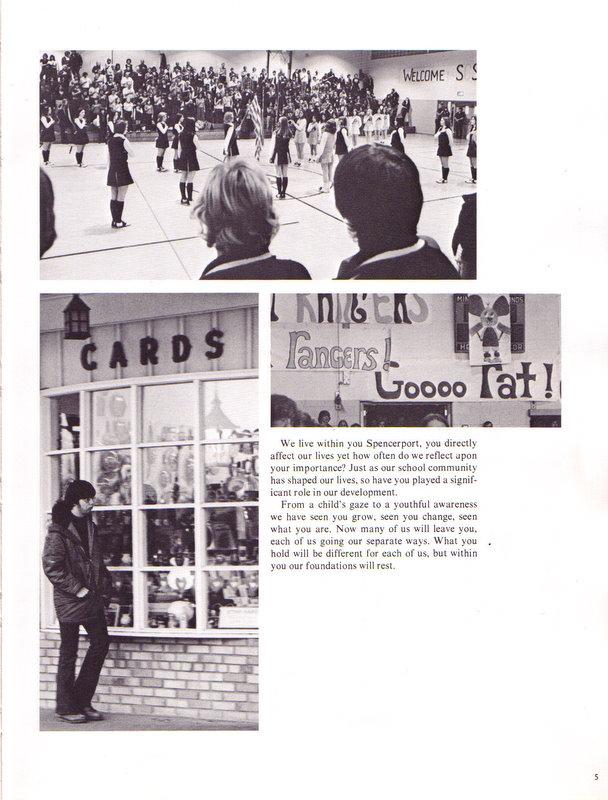 WELCOME S S
CARDS
RANGERS
Rangers!
Goooo Pat!
We live within you Spencerport, you directly
affect our lives yet how often do we reflect apon
your importance? Just as our school community
has shaped our lives, so have you played a signif-
icant role in our development.
From a child's gaze to a youthful awareness
we have seen you grow, seen you change, seen
what you are. Now many of us will leave you,
each of us going our separate ways. What you
hold will be different for each of us, but within
you our foundations will rest.
5